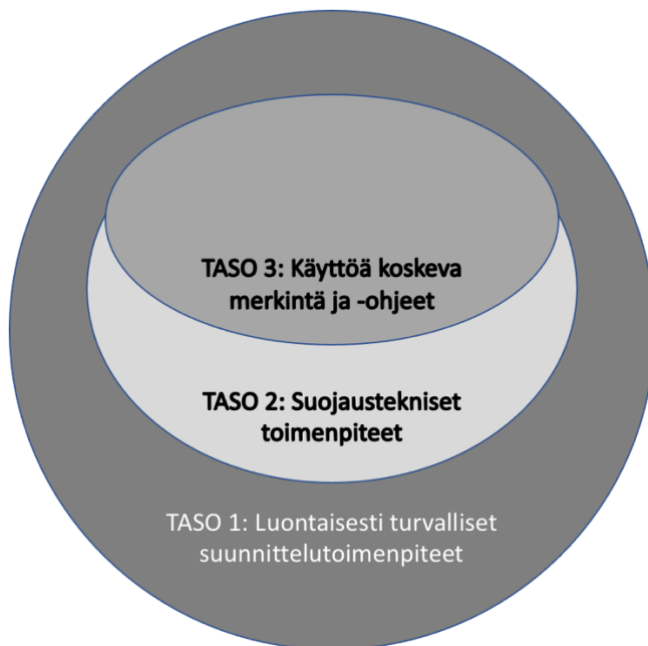 TASO 3: Käyttöä koskeva
merkintä ja -ohjeet
TASO 2: Suojaustekniset
toimenpiteet
TASO 1: Luontaisesti turvalliset
suunnittelutoimenpiteet